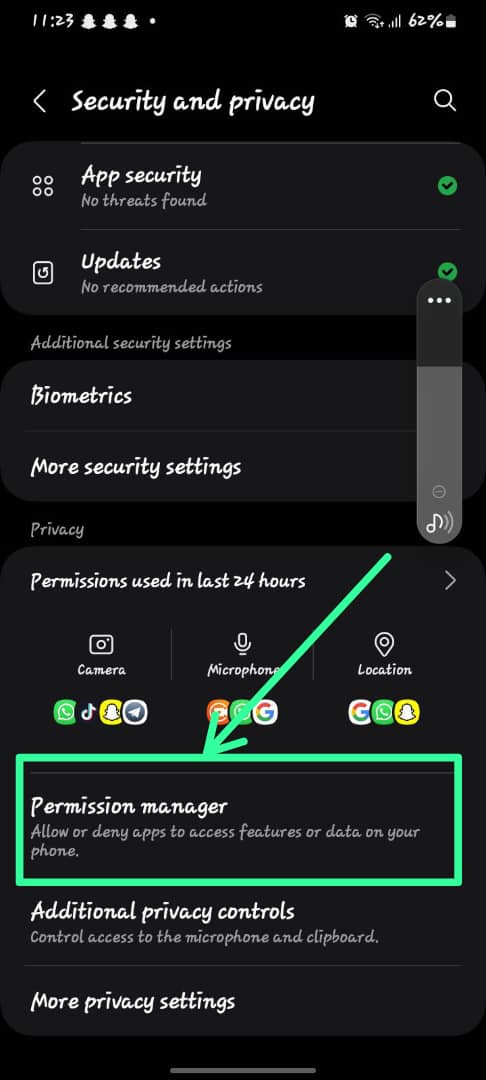 11:23 62%
Security and privacy
App security
No threats found
Updates
No recommended actions
Additional security settings
Biometrics
More security settings
Privacy
Permissions used in last 24 hours
Camera Microphone Location
Permission manager
Allow or deny apps to access features or data on your
phone.
Additional privacy controls
Control access to the microphone and clipboard.
More privacy settings